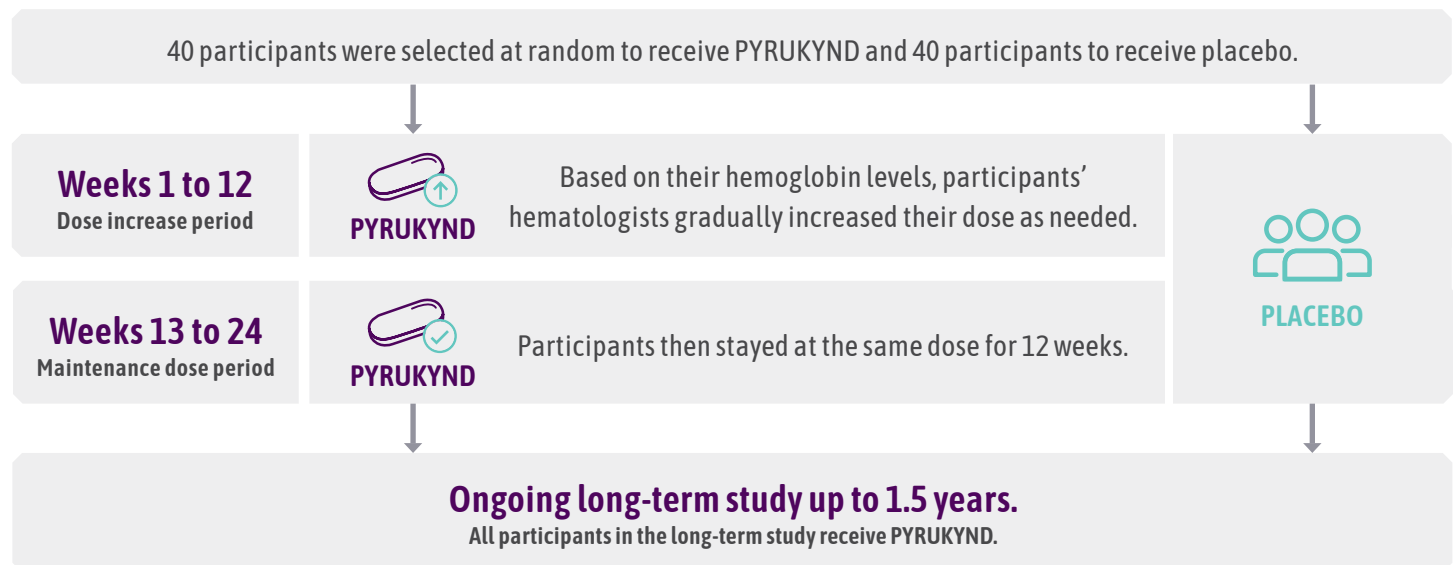 40 participants were selected at random to receive PYRUKYND and 40 participants to receive placebo.
Weeks 1 to 12
Dose increase period
PYRUKYND
Based on their hemoglobin levels, participants’
hematologists gradually increased their dose as needed.
Weeks 13 to 24
Maintenance dose period
PYRUKYND
Participants then stayed at the same dose for 12 weeks.
PLACEBO
Ongoing long-term study up to 1.5 years.
All participants in the long-term study receive PYRUKYND.